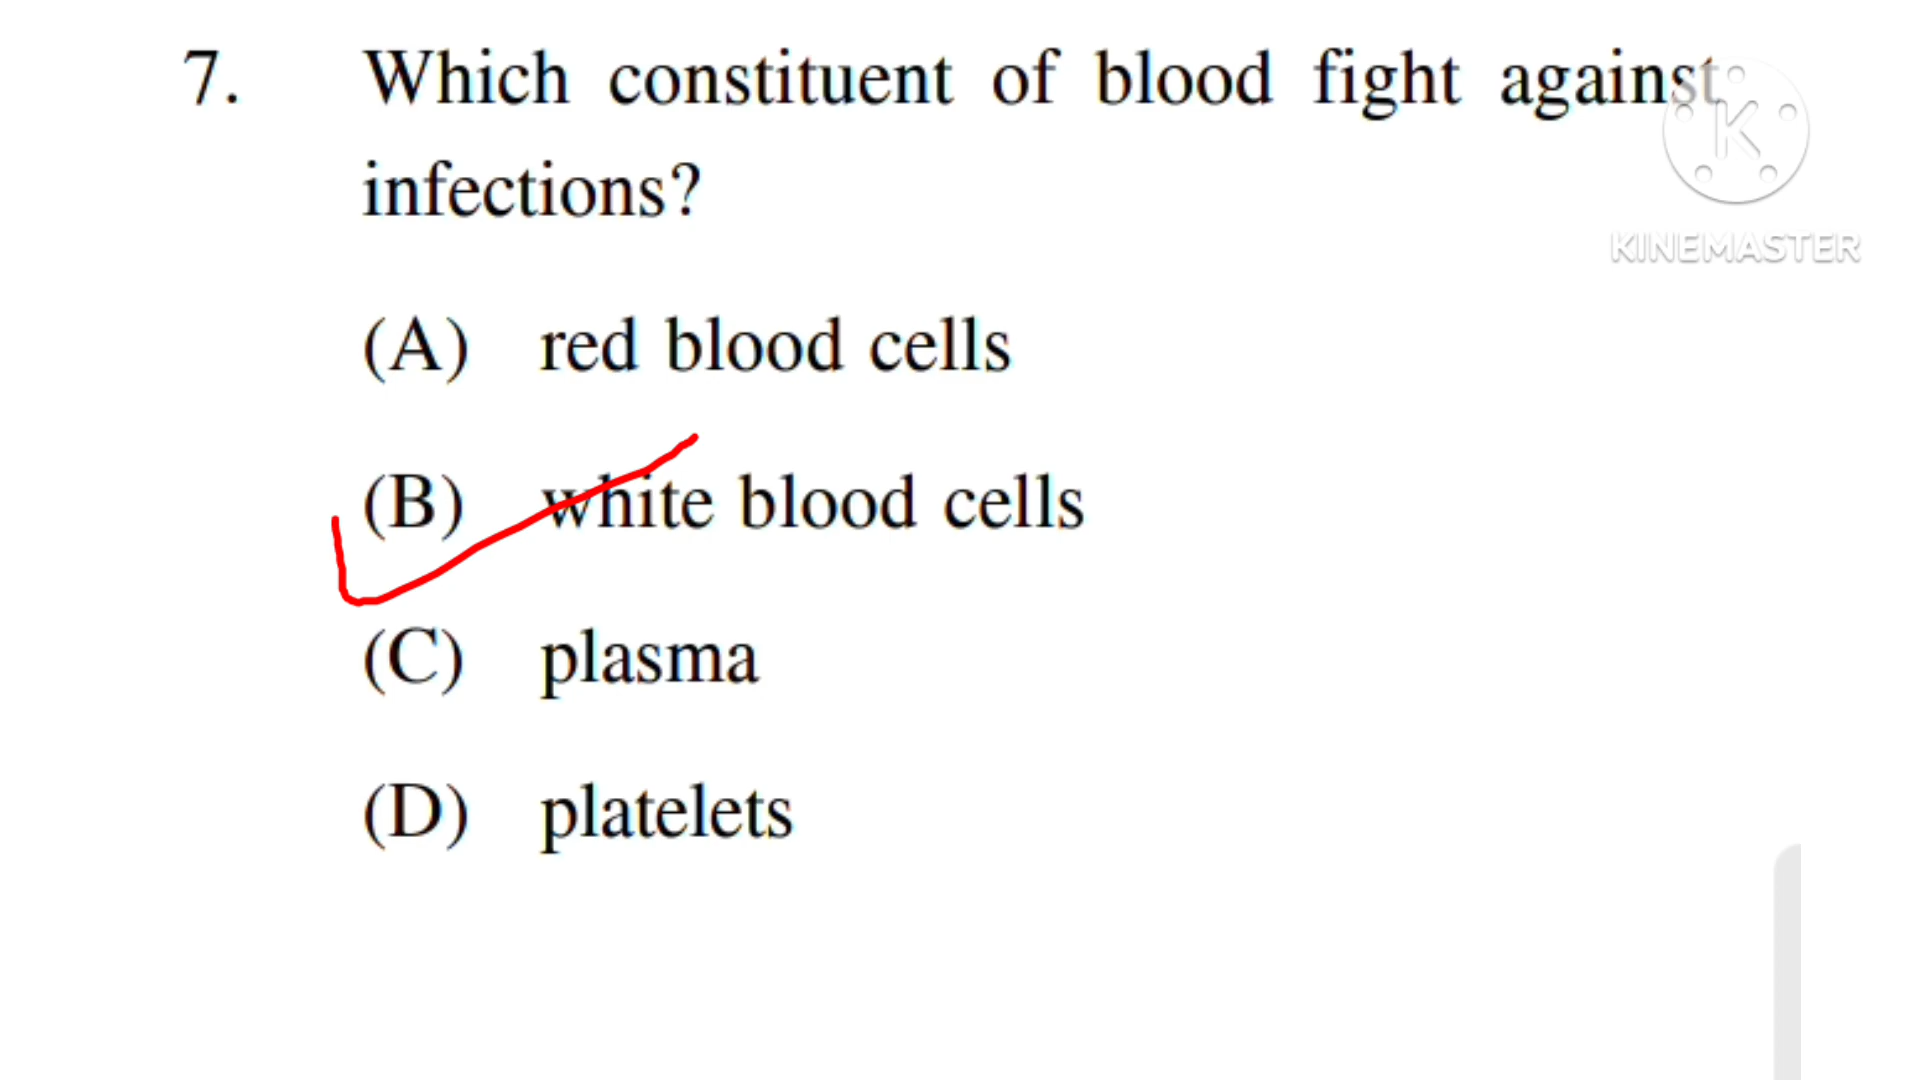 7. Which constituent of blood fight against
infections?
K
KINEMASTER
(A) red blood cells
(B) white blood cells
(C) plasma
(D) platelets